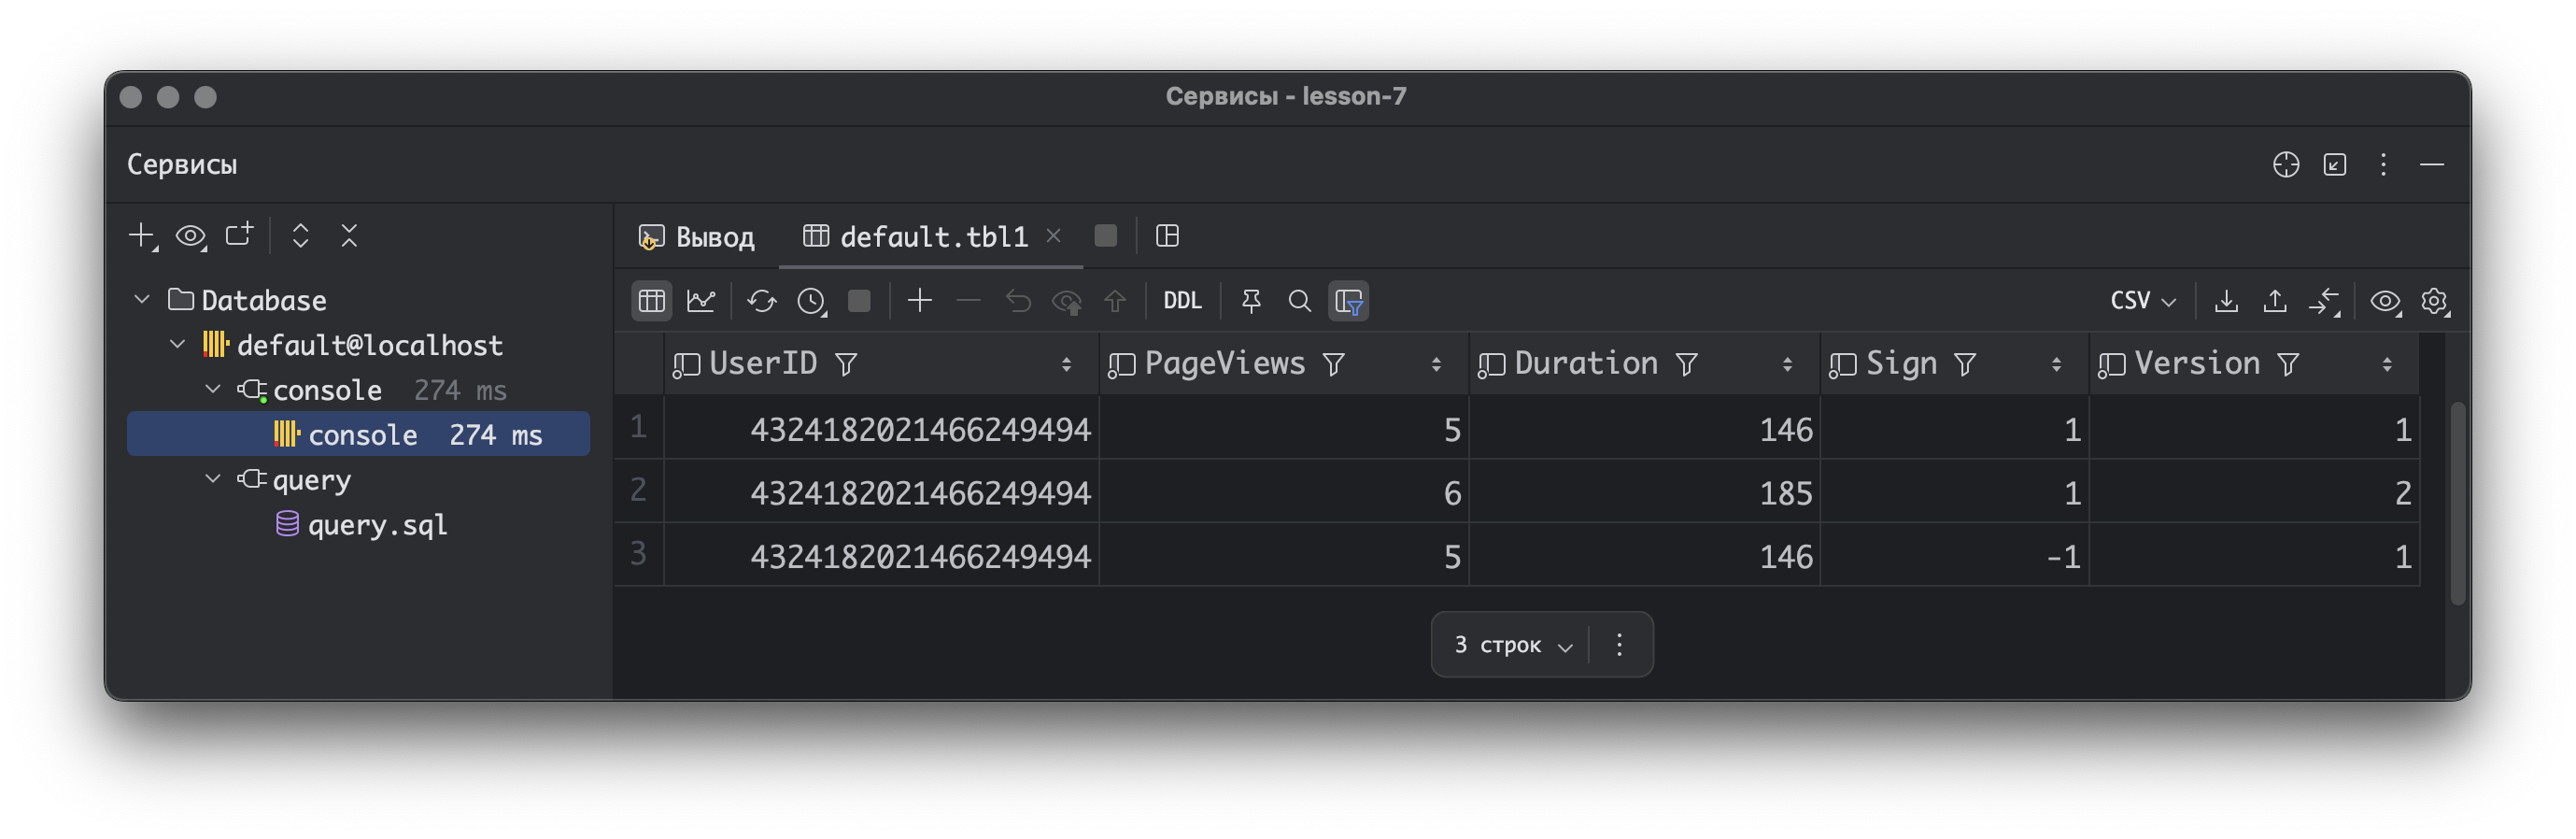 Сервисы - lesson-7
Сервисы
Database
default@localhost
console 274 ms
console 274 ms
query
query.sql
Вывод default.tbl1
DDL CSV
UserID PageViews Duration Sign Version
1 4324182021466249494 5 146 1 1
2 4324182021466249494 6 185 1 2
3 4324182021466249494 5 146 -1 1
3 строк